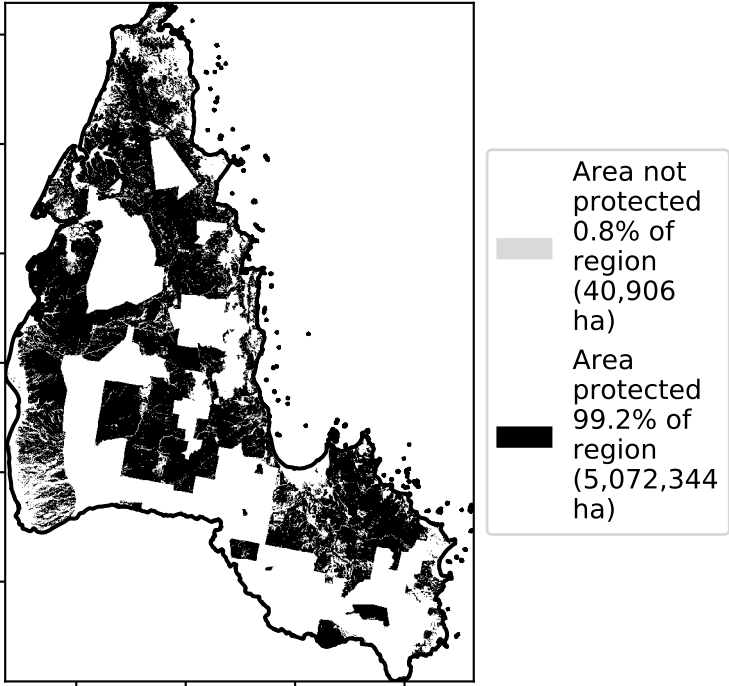 Area not
protected
0.8% of
region
(40,906
ha)
Area
protected
99.2% of
region
(5,072,344
ha)